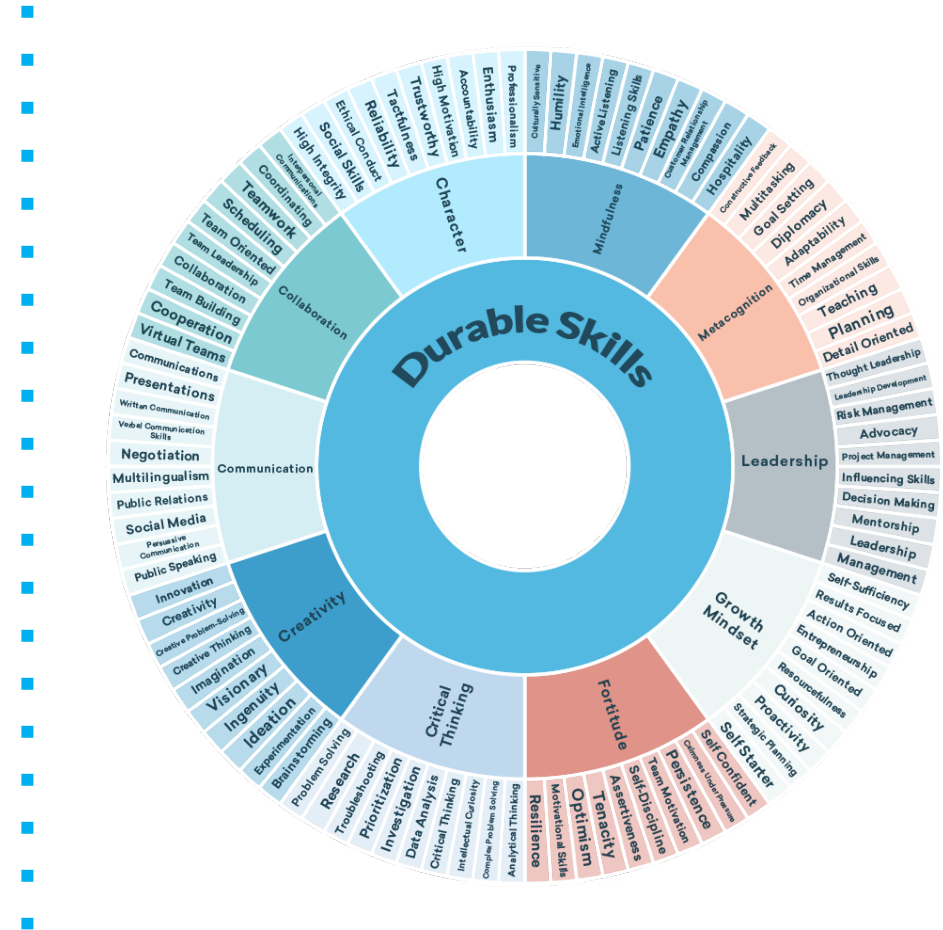 Durable Skills
Mindfulness
Culturally Sensitive
Humility
Emotional Intelligence
Active Listening
Listening Skills
Patience
Empathy
Customer Relationship
Management
Compassion
Hospitality
Metacognition
Constructive Feedback
Multitasking
Goal Setting
Diplomacy
Adaptability
Time Management
Organizational Skills
Teaching
Planning
Detail Oriented
Leadership
Thought Leadership
Leadership Development
Risk Management
Advocacy
Project Management
Influencing Skills
Decision Making
Mentorship
Leadership
Management
Growth
Mindset
Self-Sufficiency
Results Focused
Action Oriented
Entrepreneurship
Goal Oriented
Resourcefulness
Curiosity
Proactivity
Strategic Planning
Self Starter
Fortitude
Self Confident
Calmness Under Pressure
Persistence
Team Motivation
Self-Discipline
Assertiveness
Tenacity
Optimism
Motivational Skills
Resilience
Critical
Thinking
Analytical Thinking
Complex Problem Solving
Intellectual Curiosity
Critical Thinking
Data Analysis
Investigation
Prioritization
Troubleshooting
Research
Problem Solving
Creativity
Brainstorming
Experimentation
Ideation
Ingenuity
Visionary
Imagination
Creative Thinking
Creative Problem-Solving
Creativity
Innovation
Communication
Public Speaking
Persuasive
Communication
Social Media
Public Relations
Multilingualism
Negotiation
Verbal Communication
Skills
Written Communication
Presentations
Communications
Collaboration
Virtual Teams
Cooperation
Team Building
Collaboration
Team Leadership
Team Oriented
Scheduling
Teamwork
Coordinating
Interpersonal
Communications
Character
High Integrity
Social Skills
Ethical Conduct
Reliability
Tactfulness
Trustworthy
High Motivation
Accountability
Enthusiasm
Professionalism